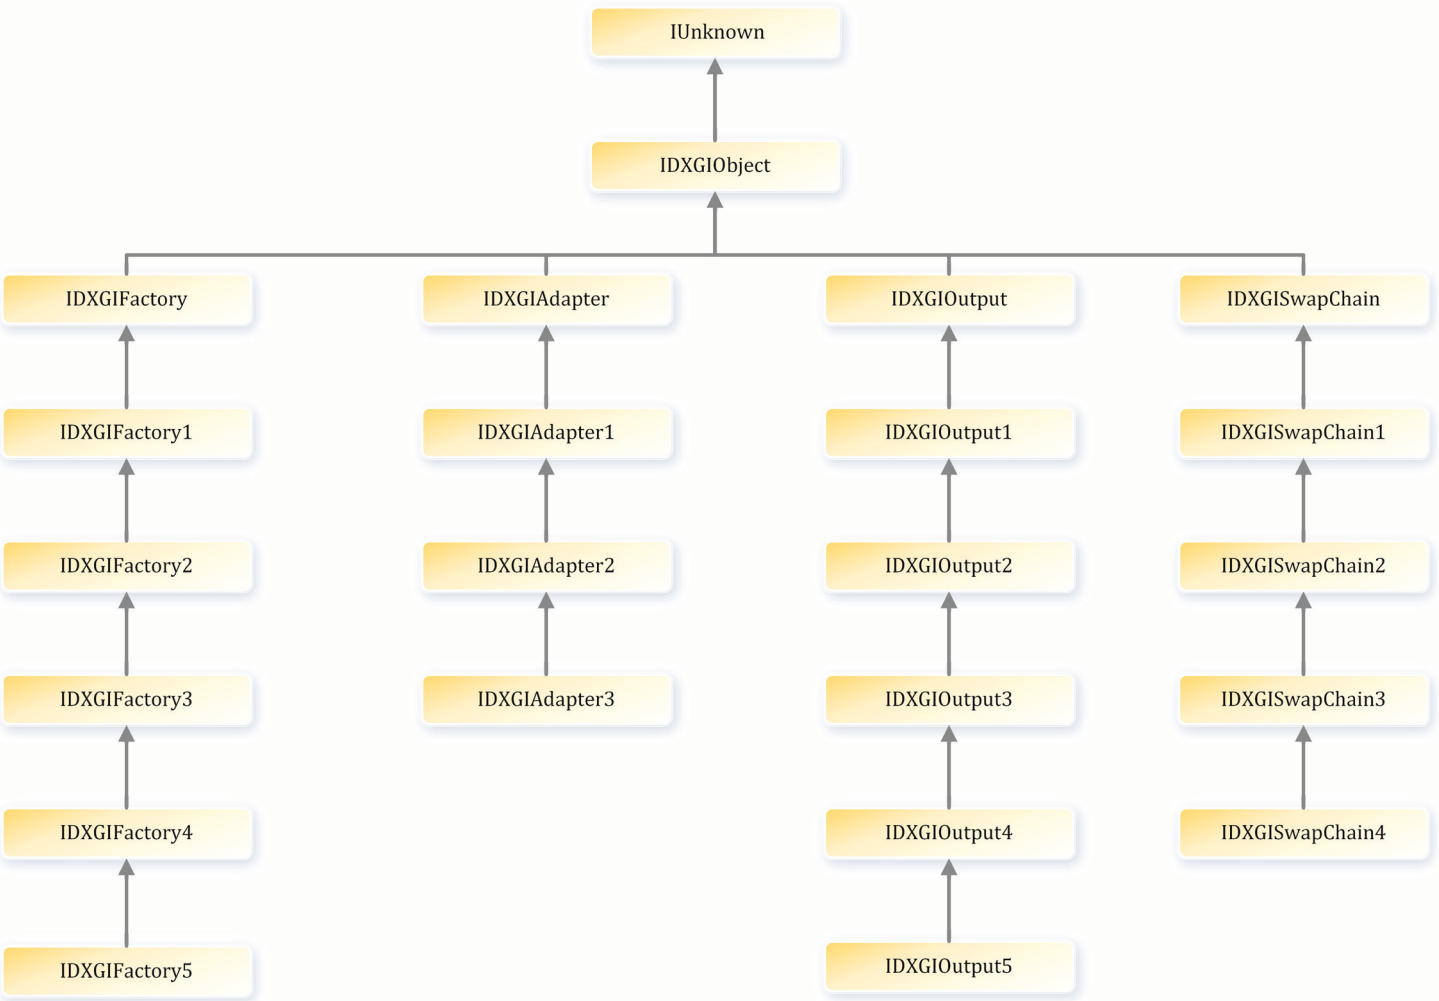 IUnknown
IDXGIObject
IDXGIFactory
IDXGIAdapter
IDXGIOutput
IDXGISwapChain
IDXGIFactory1
IDXGIAdapter1
IDXGIOutput1
IDXGISwapChain1
IDXGIFactory2
IDXGIAdapter2
IDXGIOutput2
IDXGISwapChain2
IDXGIFactory3
IDXGIAdapter3
IDXGIOutput3
IDXGISwapChain3
IDXGIFactory4
IDXGIOutput4
IDXGISwapChain4
IDXGIFactory5
IDXGIOutput5